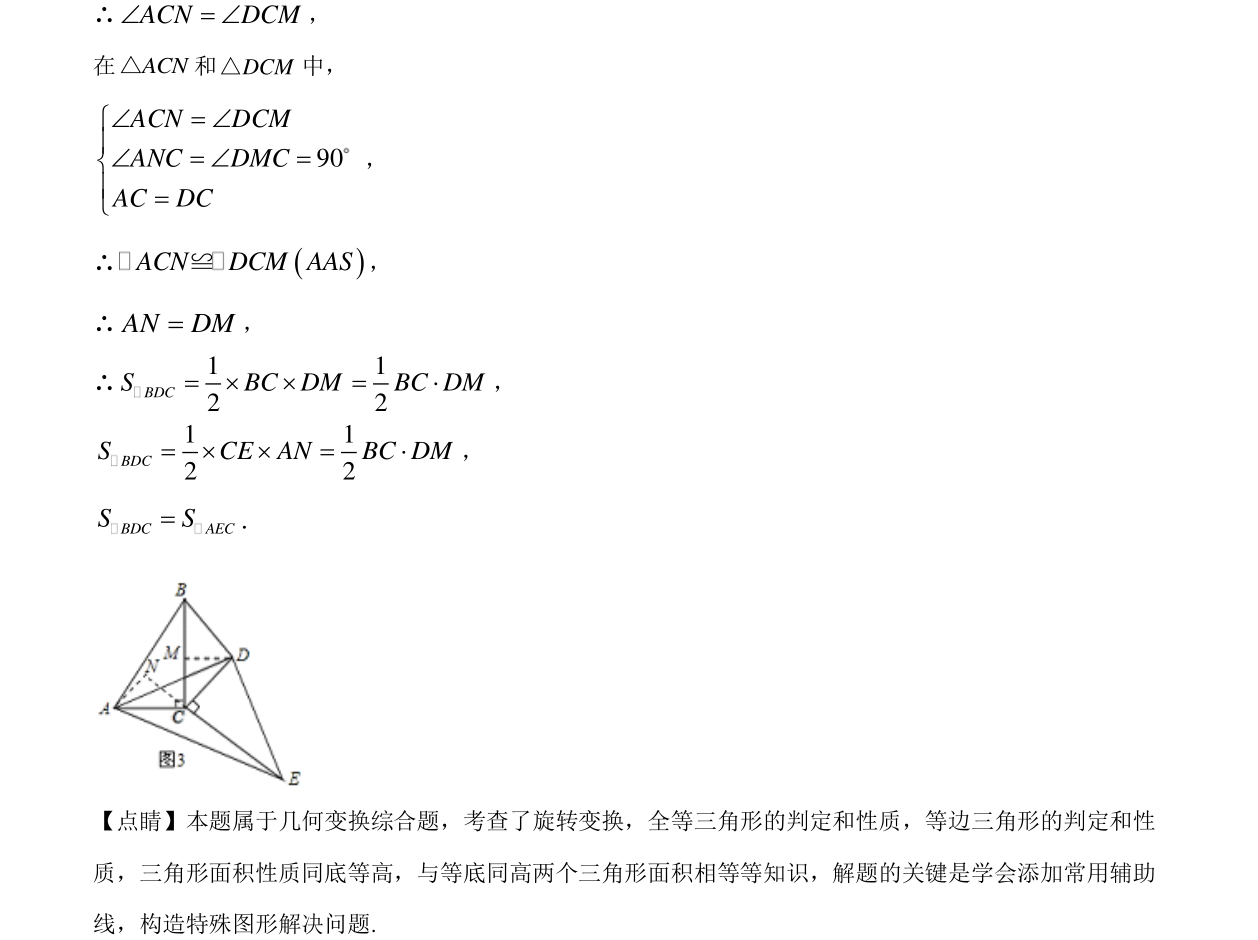 ∴ ∠ACN = ∠DCM，
在 △ACN 和 △DCM 中，
∠ACN = ∠DCM
∠ANC = ∠DMC = 90°，
AC = DC
∴ □ ACN ≌ □ DCM (AAS)，
∴ AN = DM，
∴ S□BDC = 1/2 × BC × DM = 1/2 BC · DM，
S□BDC = 1/2 × CE × AN = 1/2 BC · DM，
S□BDC = S□AEC .
B
M
D
N
A
C
图3
E
【点睛】本题属于几何变换综合题，考查了旋转变换，全等三角形的判定和性质，等边三角形的判定和性
质，三角形面积性质同底等高，与等底同高两个三角形面积相等等知识，解题的关键是学会添加常用辅助
线，构造特殊图形解决问题.